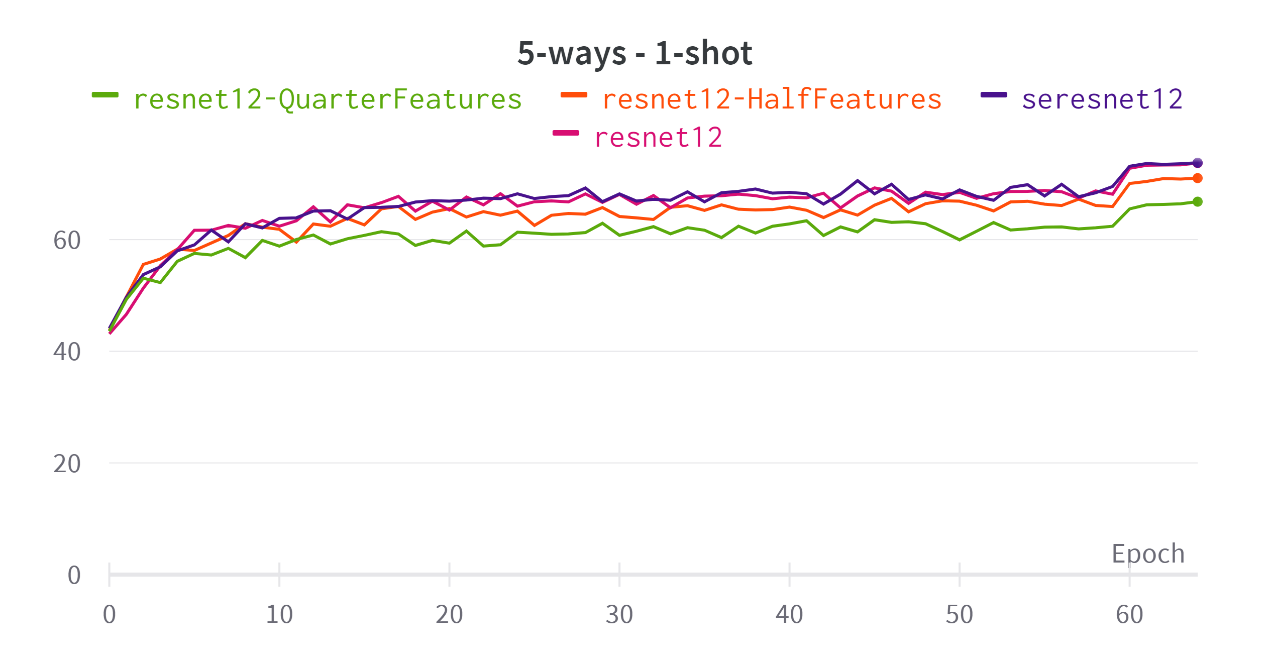 5-ways - 1-shot
resnet12-QuarterFeatures resnet12-HalfFeatures seresnet12
resnet12
60
40
20
Epoch
0
0 10 20 30 40 50 60